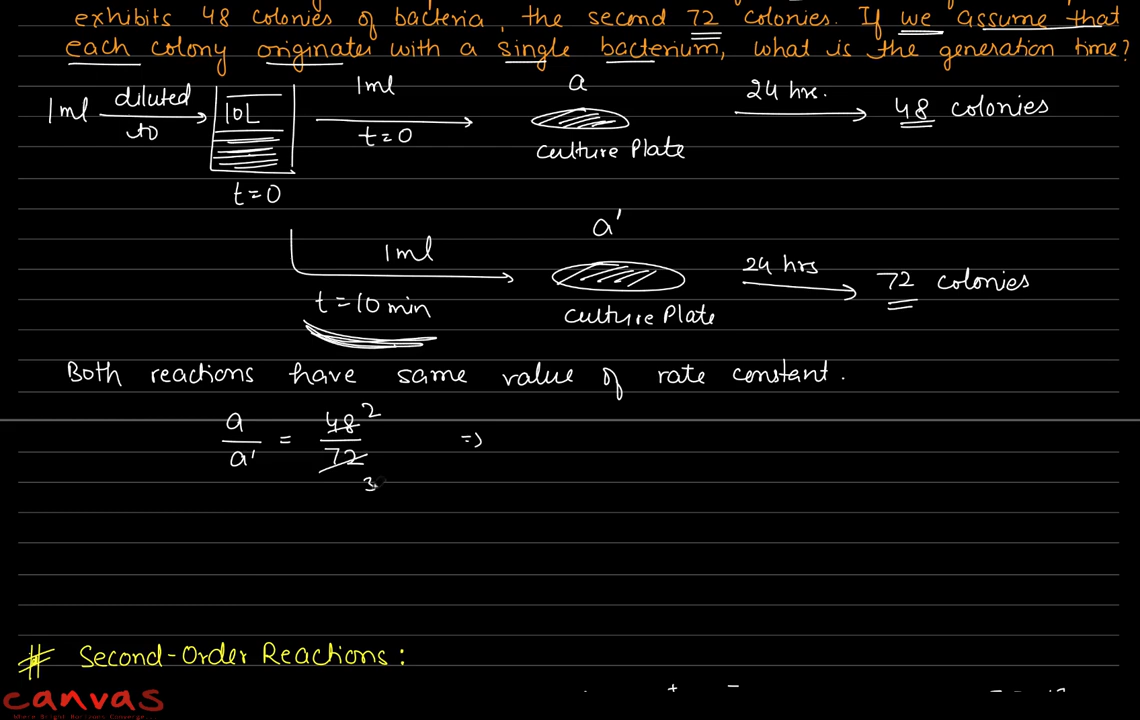 exhibits 48 colonies of bacteria, the second 72 colonies. If we assume that
each colony originates with a single bacterium, what is the generation time?
1ml diluted to 10L 1ml t=0 a culture Plate 24 hrs. 48 colonies
t=0
1ml t=10 min a' culture Plate 24 hrs 72 colonies
Both reactions have same value of rate constant.
a/a' = 48/72 2 3 =>
# Second-Order Reactions:
canvas